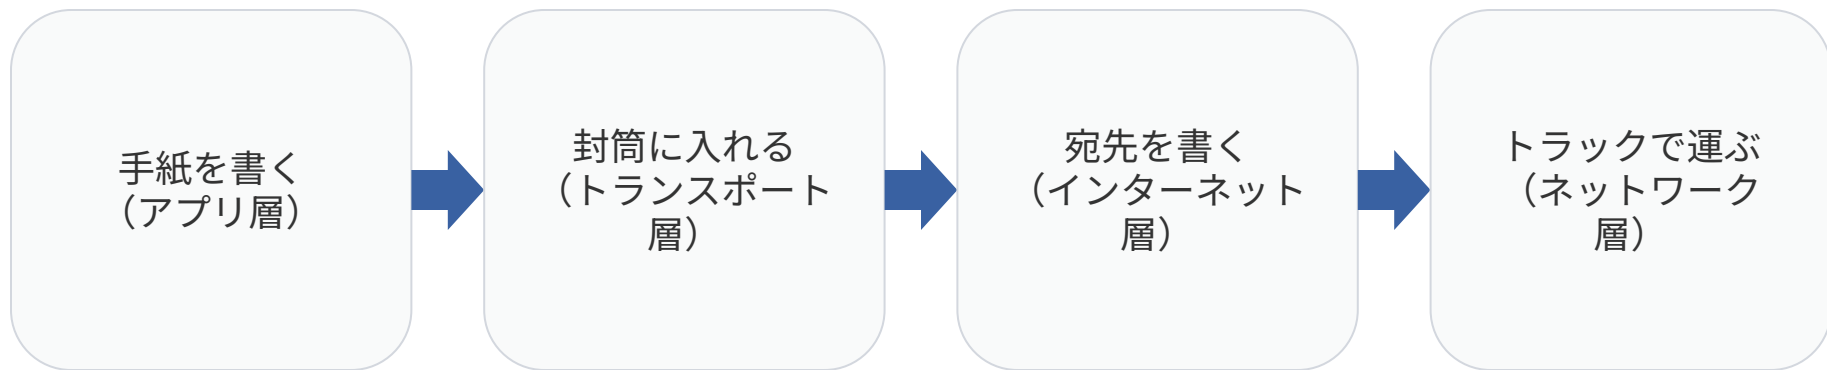 手紙を書く
（アプリ層）
封筒に入れる
（トランスポート
層）
宛先を書く
（インターネット
層）
トラックで運ぶ
（ネットワーク
層）